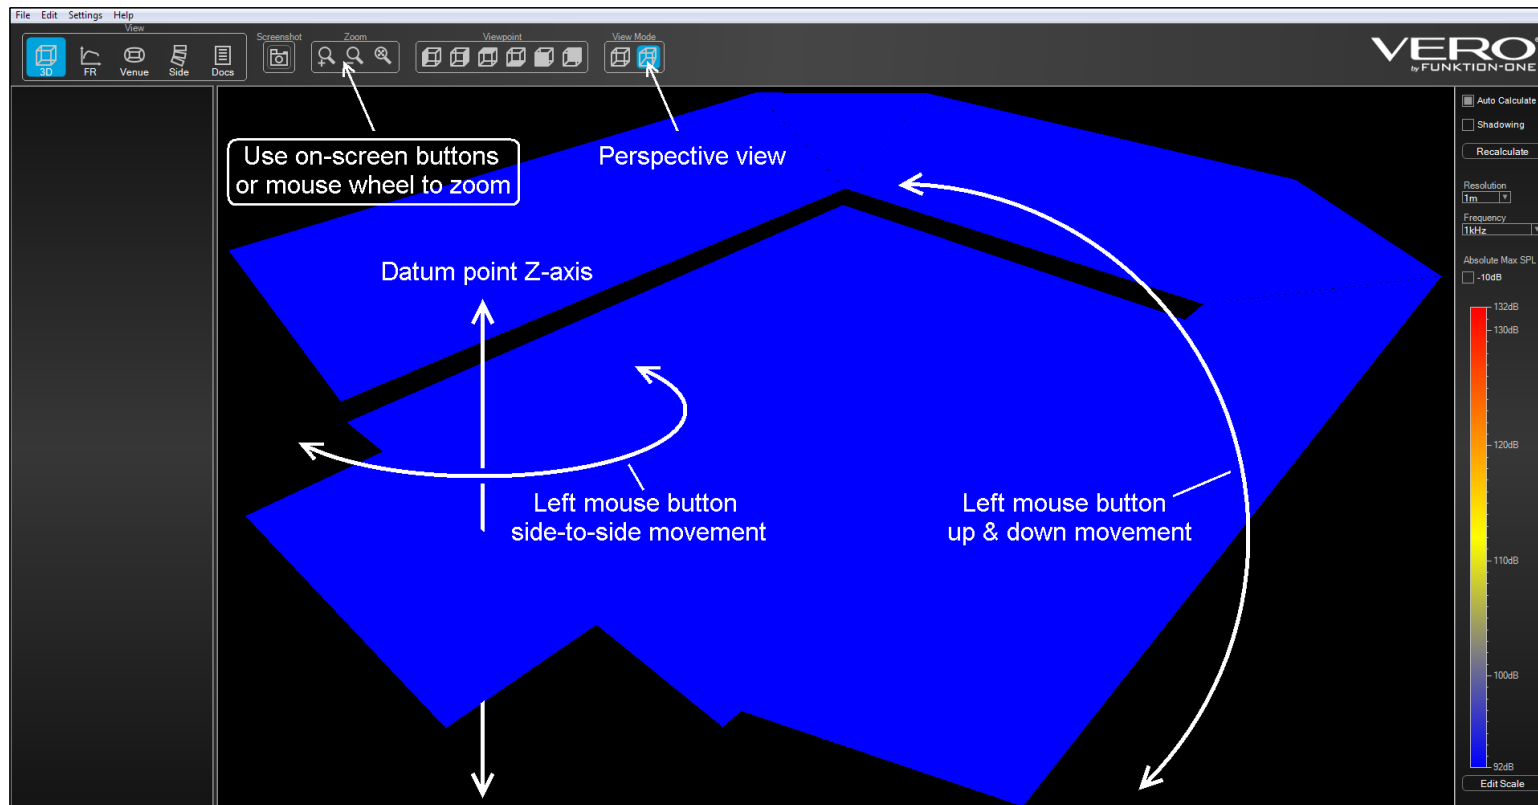 File Edit Settings Help
View
Screenshot
Zoom
Viewpoint
View Mode
3D
FR
Venue
Side
Docs
VERO
by FUNKTION-ONE
®
Use on-screen buttons
or mouse wheel to zoom
Perspective view
Datum point Z-axis
Left mouse button
side-to-side movement
Left mouse button
up & down movement
Auto Calculate
Shadowing
Recalculate
Resolution
1m
Frequency
1kHz
Absolute Max SPL
-10dB
132dB
130dB
120dB
110dB
100dB
92dB
Edit Scale